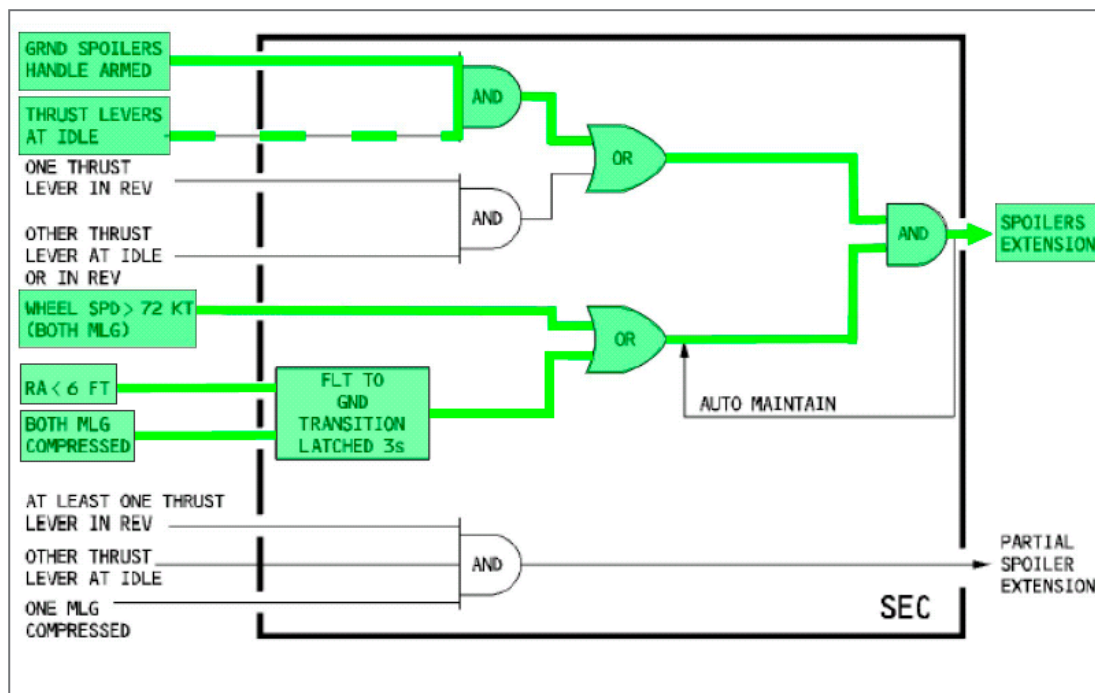 GRND SPOILERS
HANDLE ARMED
THRUST LEVERS
AT IDLE
ONE THRUST
LEVER IN REV
OTHER THRUST
LEVER AT IDLE
OR IN REV
WHEEL SPD> 72 KT
(BOTH MLG)
RA< 6 FT
BOTH MLG
COMPRESSED
AT LEAST ONE THRUST
LEVER IN REV
OTHER THRUST
LEVER AT IDLE
ONE MLG
COMPRESSED
AND
AND
OR
OR
FLT TO
GND
TRANSITION
LATCHED 3s
AND
AUTO MAINTAIN
AND
SPOILERS
EXTENSION
PARTIAL
SPOILER
EXTENSION
SEC